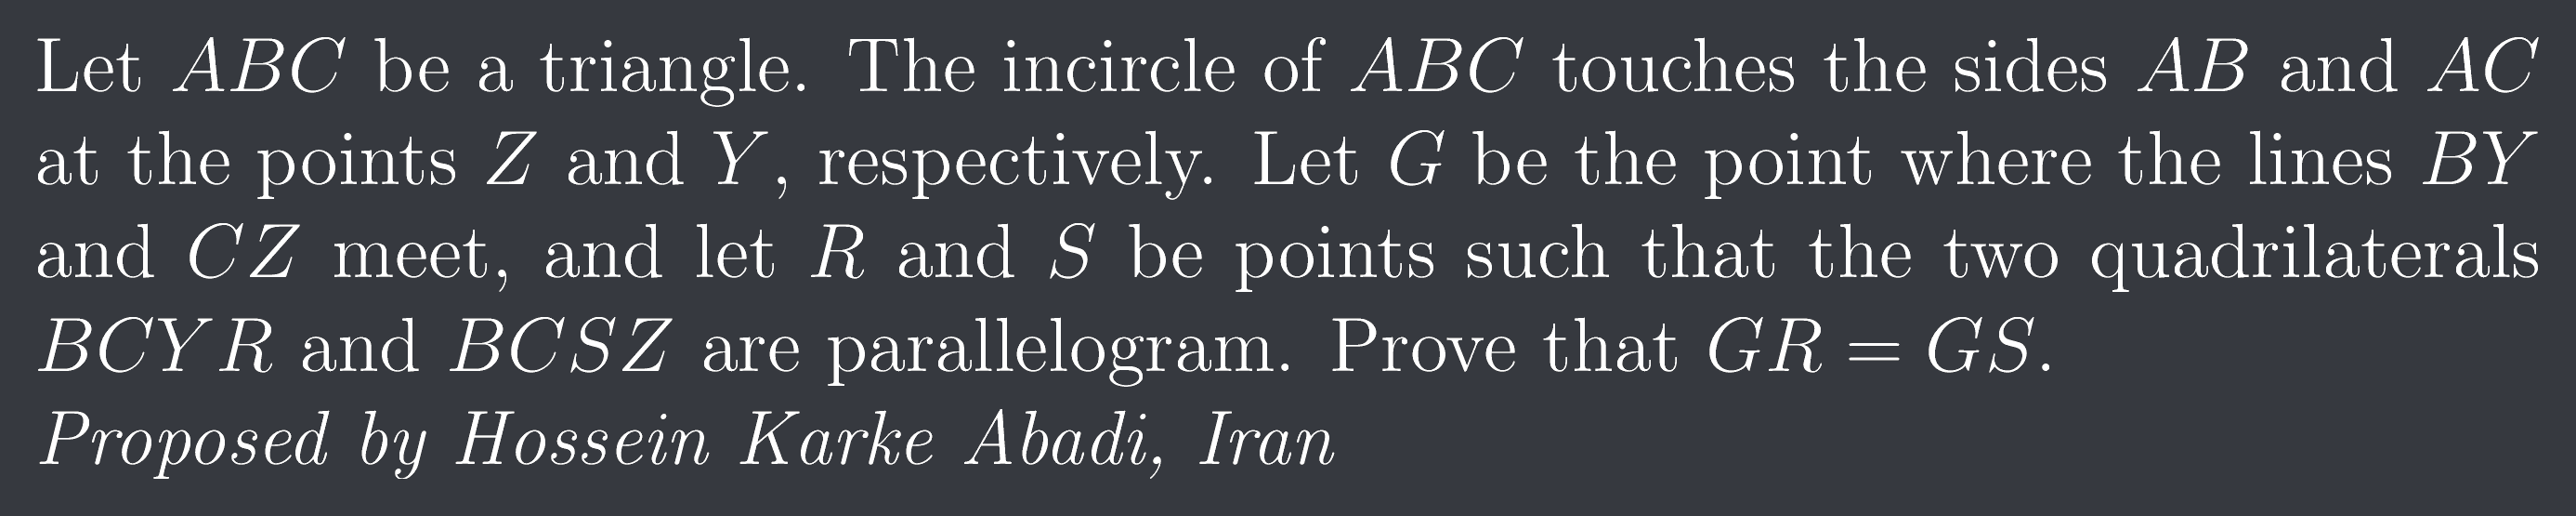 Let ABC be a triangle. The incircle of ABC touches the sides AB and AC
at the points Z and Y, respectively. Let G be the point where the lines BY
and CZ meet, and let R and S be points such that the two quadrilaterals
BCYR and BCSZ are parallelogram. Prove that GR = GS.
Proposed by Hossein Karke Abadi, Iran